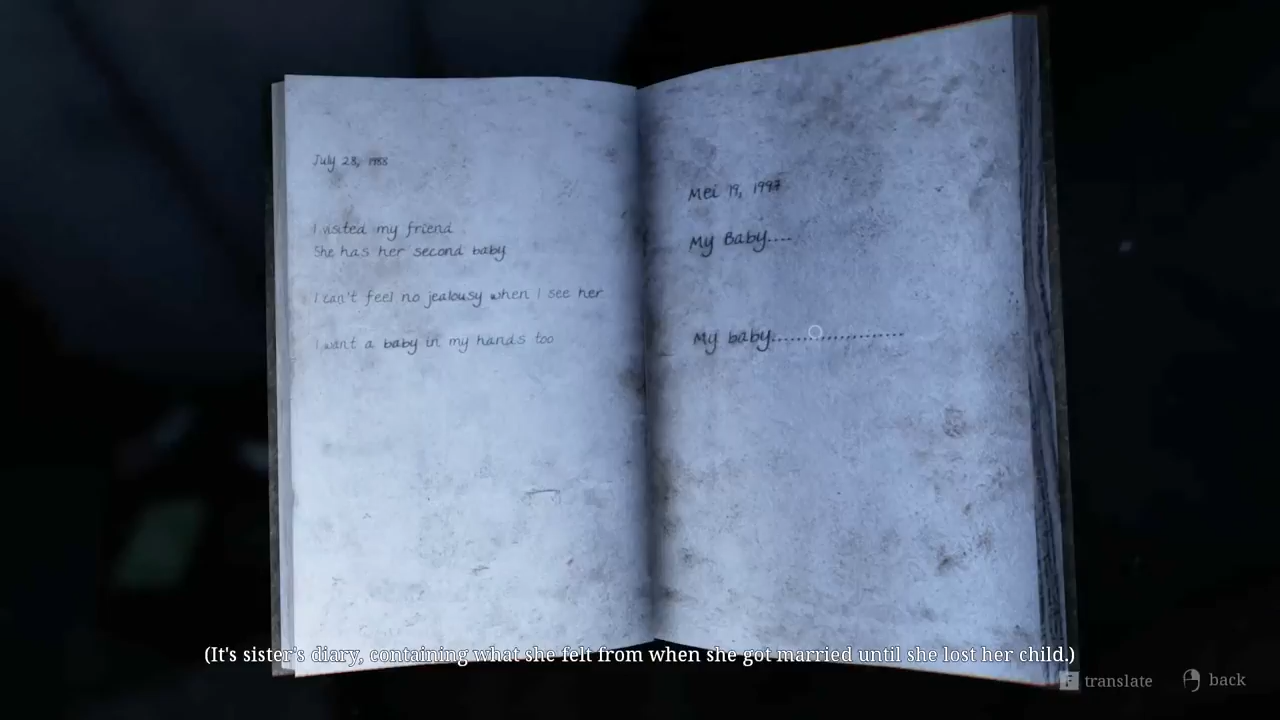 July 28, 1988
I visited my friend
She has her second baby
I can't feel no jealousy when I see her
I want a baby in my hands too
Mei 19, 1997
My Baby....
My baby.....................
(It's sister's diary, containing what she felt from when she got married until she lost her child.)
F translate
back